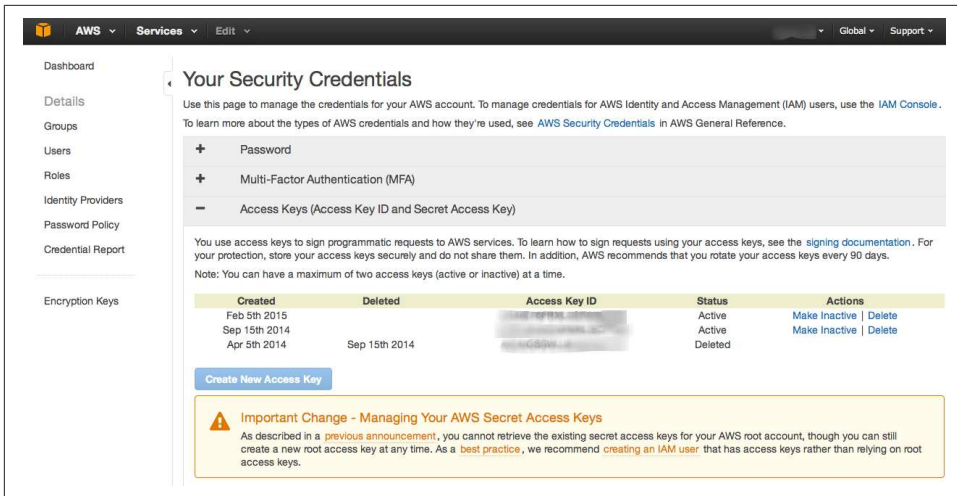 AWS Services Edit Global Support
Dashboard
Details
Groups
Users
Roles
Identity Providers
Password Policy
Credential Report
Encryption Keys
Your Security Credentials
Use this page to manage the credentials for your AWS account. To manage credentials for AWS Identity and Access Management (IAM) users, use the IAM Console.
To learn more about the types of AWS credentials and how they're used, see AWS Security Credentials in AWS General Reference.
+ Password
+ Multi-Factor Authentication (MFA)
− Access Keys (Access Key ID and Secret Access Key)
You use access keys to sign programmatic requests to AWS services. To learn how to sign requests using your access keys, see the signing documentation. For
your protection, store your access keys securely and do not share them. In addition, AWS recommends that you rotate your access keys every 90 days.
Note: You can have a maximum of two access keys (active or inactive) at a time.
Created Deleted Access Key ID Status Actions
Feb 5th 2015 Active Make Inactive | Delete
Sep 15th 2014 Active Make Inactive | Delete
Apr 5th 2014 Sep 15th 2014 Deleted
Create New Access Key
Important Change - Managing Your AWS Secret Access Keys
As described in a previous announcement, you cannot retrieve the existing secret access keys for your AWS root account, though you can still
create a new root access key at any time. As a best practice, we recommend creating an IAM user that has access keys rather than relying on root
access keys.